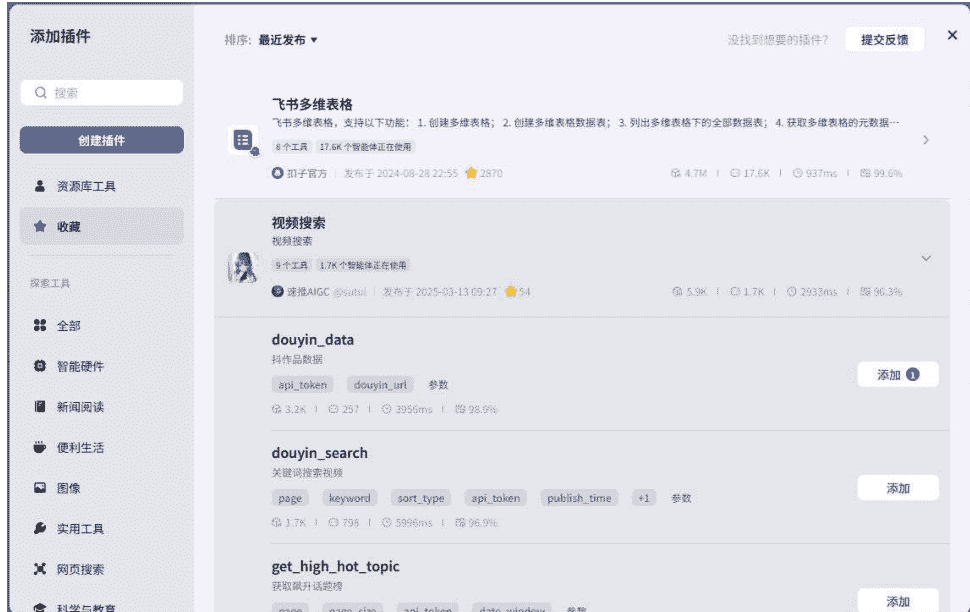 添加插件
搜索
创建插件
资源库工具
收藏
探索工具
全部
智能硬件
新闻阅读
便利生活
图像
实用工具
网页搜索
科学与教育
排序: 最近发布
没找到想要的插件?
提交反馈
飞书多维表格
飞书多维表格，支持以下功能： 1. 创建多维表格； 2. 创建多维表格数据表； 3. 列出多维表格下的全部数据表； 4. 获取多维表格的元数据…
8 个工具 17.6K 个智能体正在使用
扣子官方 发布于 2024-08-28 22:55 2870
4.7M 17.6K 937ms 99.6%
视频搜索
视频搜索
9 个工具 1.7K 个智能体正在使用
速推AIGC @sutui 发布于 2025-03-13 09:27 54
5.9K 1.7K 2933ms 96.3%
douyin_data
抖作品数据
api_token douyin_url 参数
3.2K 257 3956ms 98.9%
添加 1
douyin_search
关键词搜索视频
page keyword sort_type api_token publish_time +1 参数
1.7K 798 5996ms 96.9%
添加
get_high_hot_topic
获取飙升话题榜
page page_size api_token date_window 参数
添加